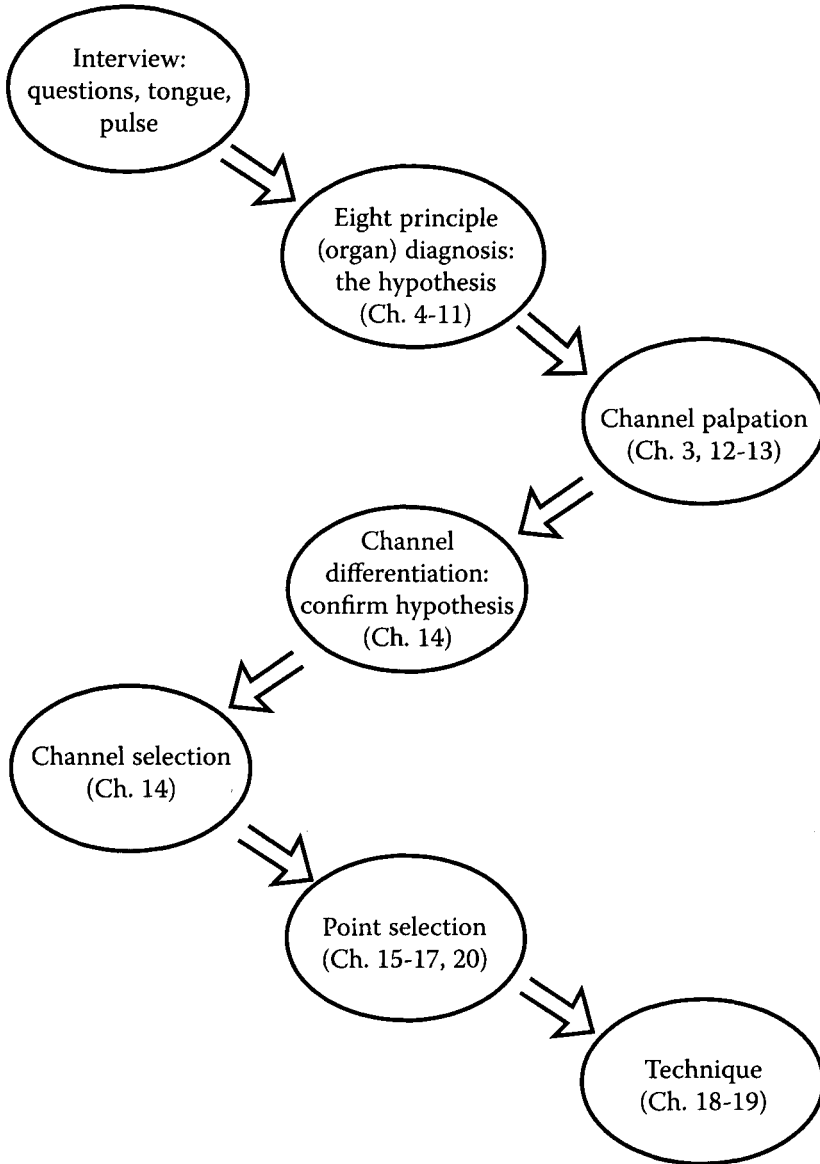 Interview:
questions, tongue,
pulse
Eight principle
(organ) diagnosis:
the hypothesis
(Ch. 4-11)
Channel palpation
(Ch. 3, 12-13)
Channel
differentiation:
confirm hypothesis
(Ch. 14)
Channel selection
(Ch. 14)
Point selection
(Ch. 15-17, 20)
Technique
(Ch. 18-19)